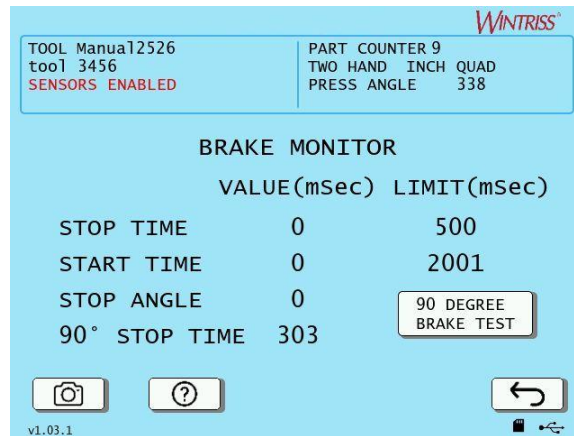 WINTRISS®
TOOL Manual2526
tool 3456
SENSORS ENABLED
PART COUNTER 9
TWO HAND INCH QUAD
PRESS ANGLE 338
BRAKE MONITOR
VALUE(mSec) LIMIT(mSec)
STOP TIME 0 500
START TIME 0 2001
STOP ANGLE 0
90° STOP TIME 303
90 DEGREE
BRAKE TEST
v1.03.1